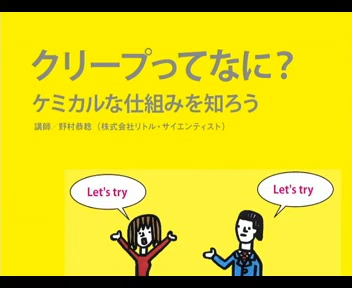 クリープってなに？
ケミカルな仕組みを知ろう
講師／野村恭稔（株式会社リトル・サイエンティスト）
Let's try
Let's try